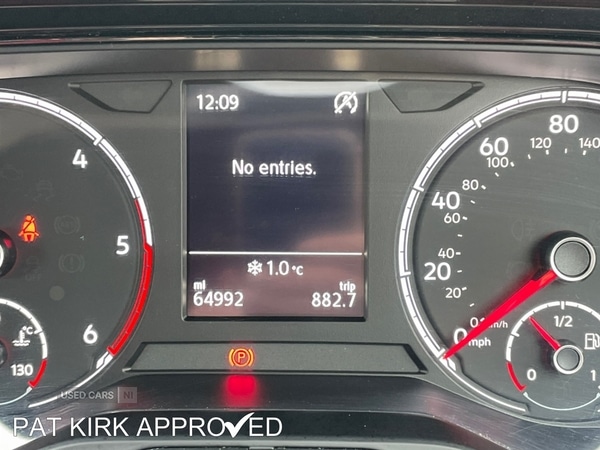 12:09
No entries.
1.0 °C
ml trip
64992 882.7
4
5
6
°C
130
0 20 40 60 80
mph
0 20 40 60 80 100 120 140
km/h
0 1/2 1
(P)
USED CARS NI
PAT KIRK APPROVED